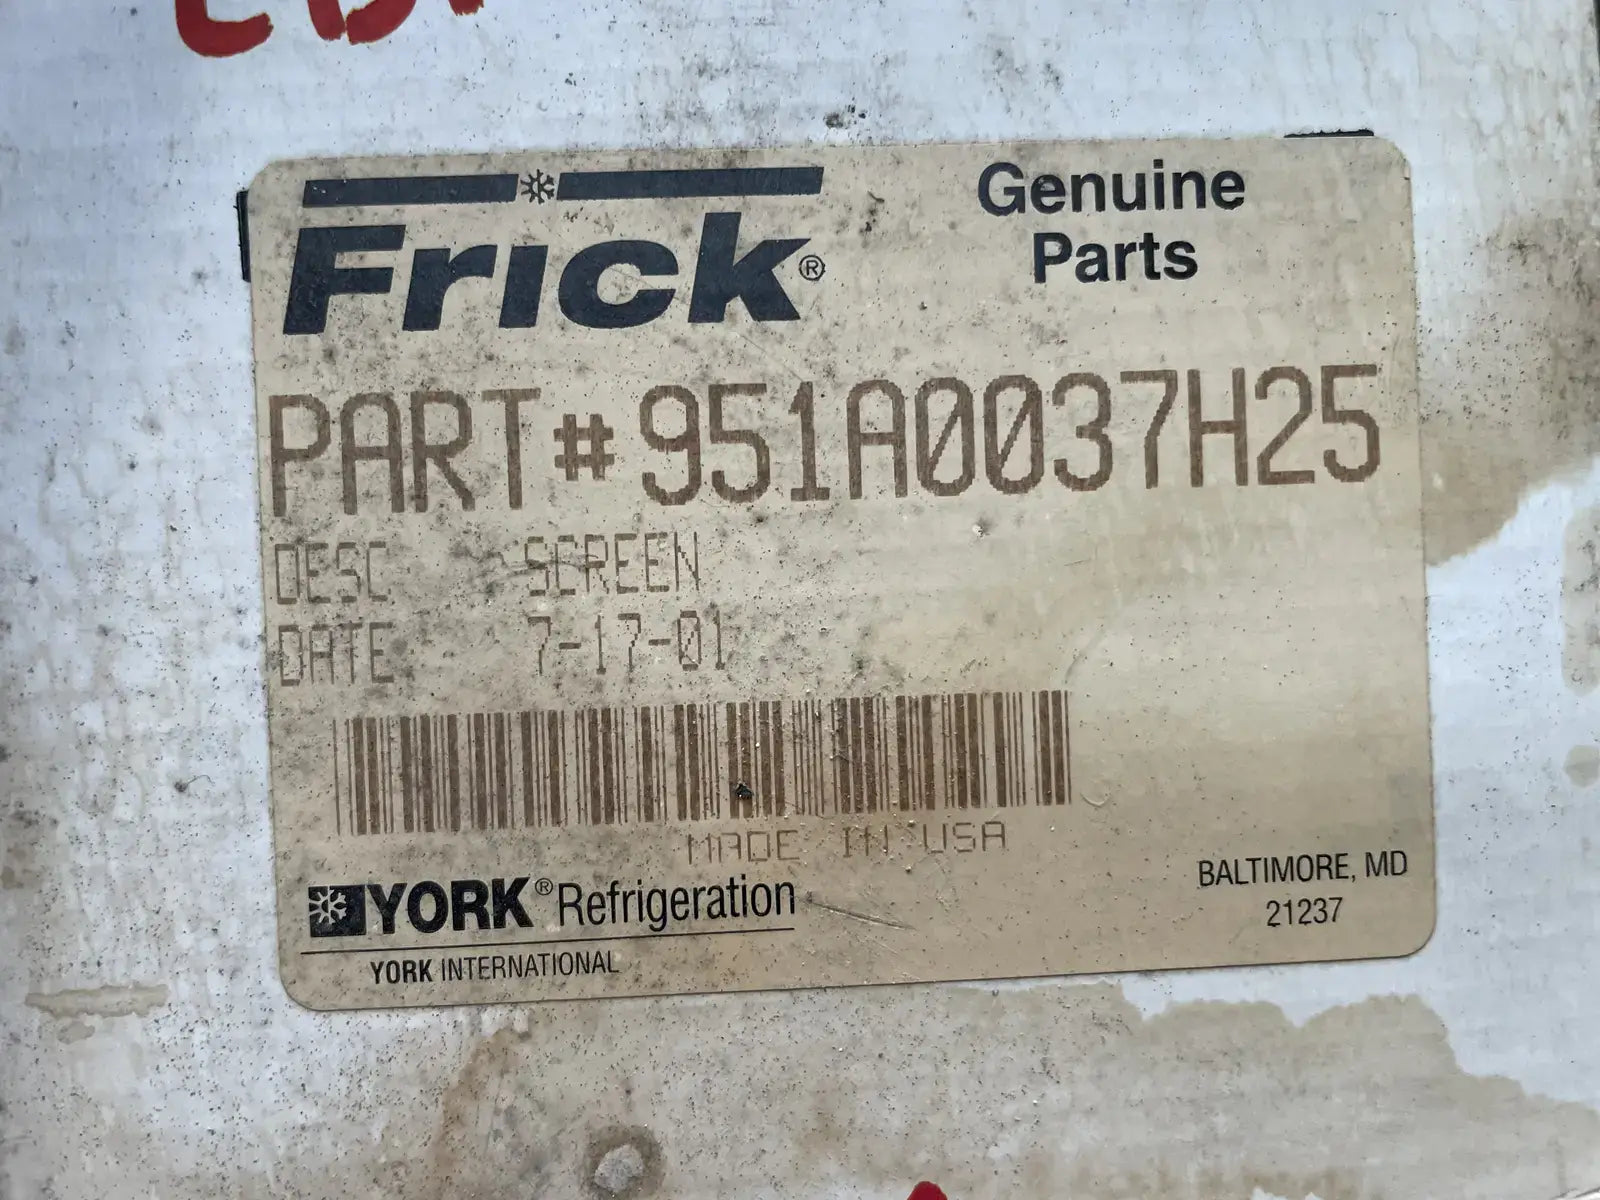 Frick®
Genuine
Parts
PART# 951A0037H25
DESC SCREEN
DATE 7-17-01
MADE IN USA
YORK® Refrigeration
YORK INTERNATIONAL
BALTIMORE, MD
21237